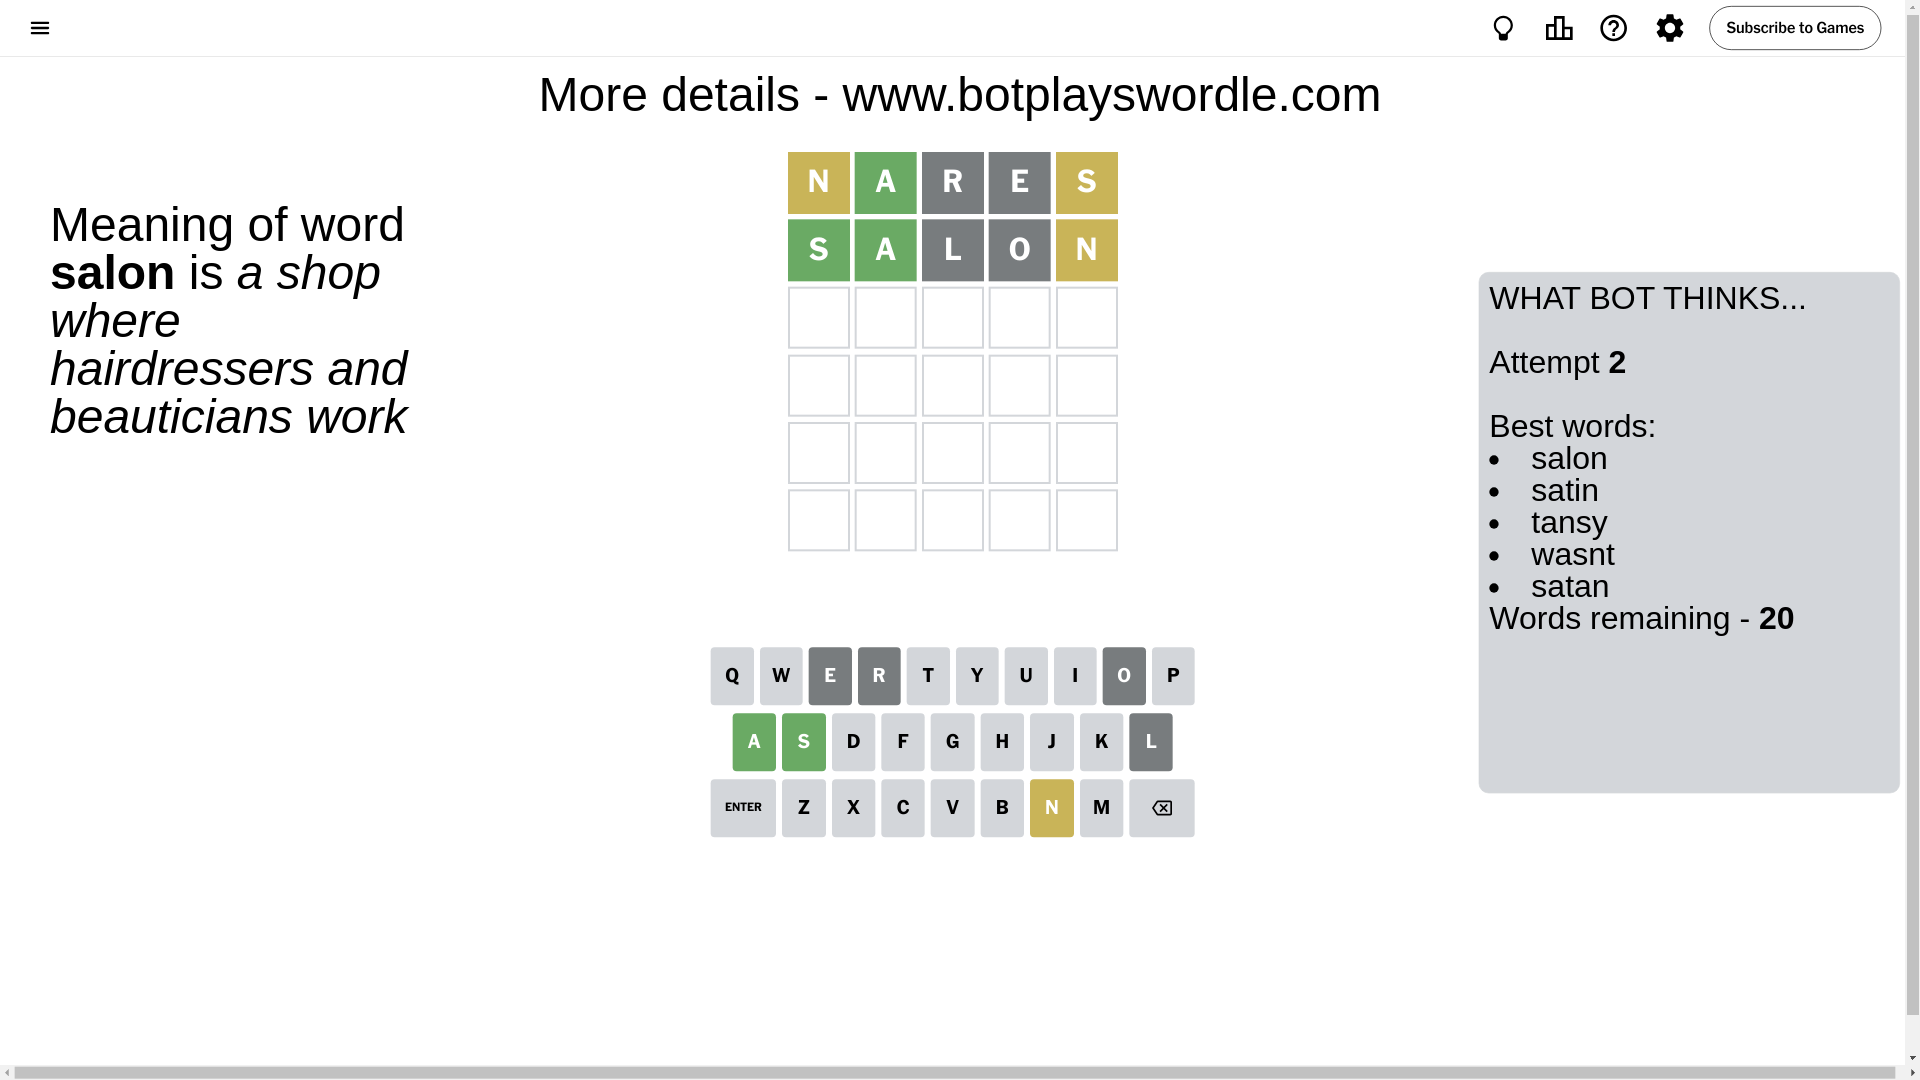 Subscribe to Games
More details - www.botplayswordle.com
Meaning of word
salon is a shop
where
hairdressers and
beauticians work
N A R E S
S A L O N
WHAT BOT THINKS...
Attempt 2
Best words:
• salon
• satin
• tansy
• wasnt
• satan
Words remaining - 20
Q W E R T Y U I O P
A S D F G H J K L
ENTER Z X C V B N M